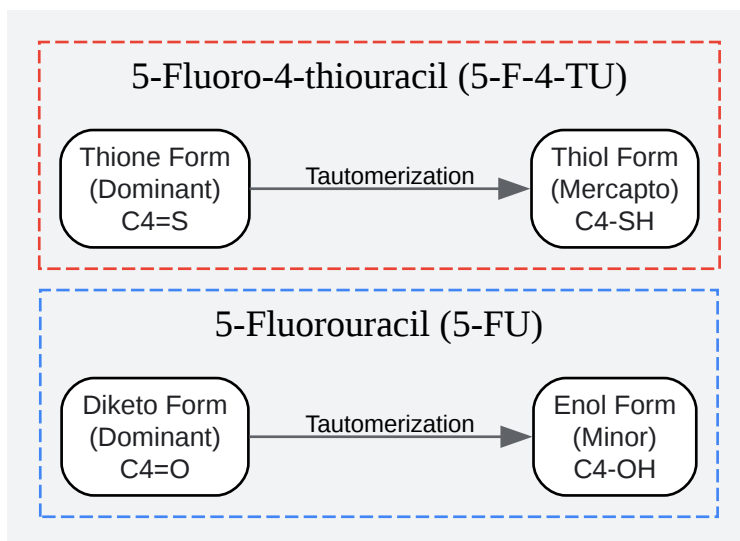 5-Fluoro-4-thiouracil (5-F-4-TU)
Thione Form
(Dominant)
C4=S
Tautomerization
Thiol Form
(Mercapto)
C4-SH
5-Fluorouracil (5-FU)
Diketo Form
(Dominant)
C4=O
Tautomerization
Enol Form
(Minor)
C4-OH